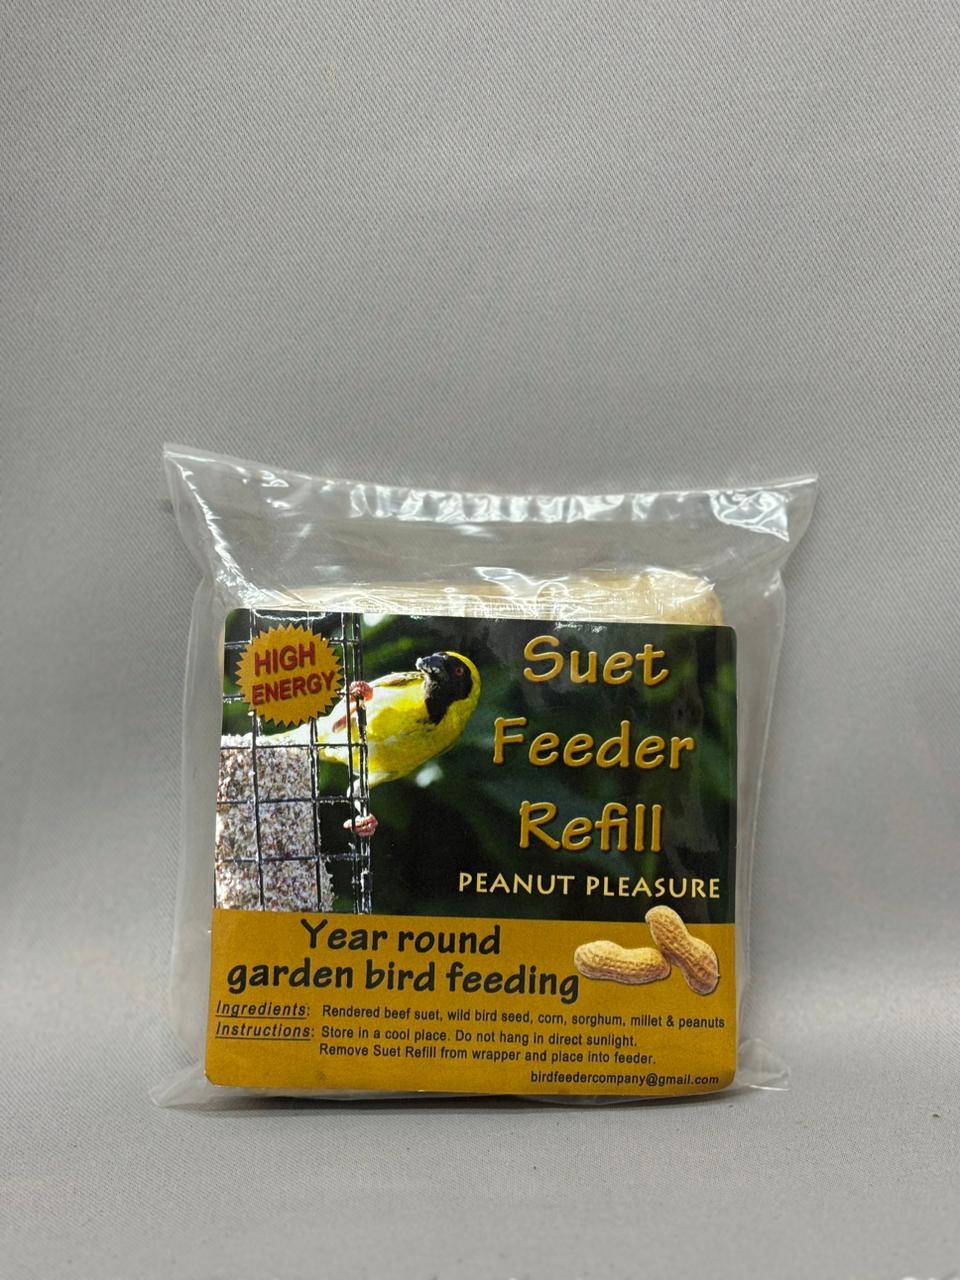 HIGH
ENERGY
Suet
Feeder
Refill
PEANUT PLEASURE
Year round
garden bird feeding
Ingredients: Rendered beef suet, wild bird seed, corn, sorghum, millet & peanuts
Instructions: Store in a cool place. Do not hang in direct sunlight.
Remove Suet Refill from wrapper and place into feeder.
birdfeedercompany@gmail.com